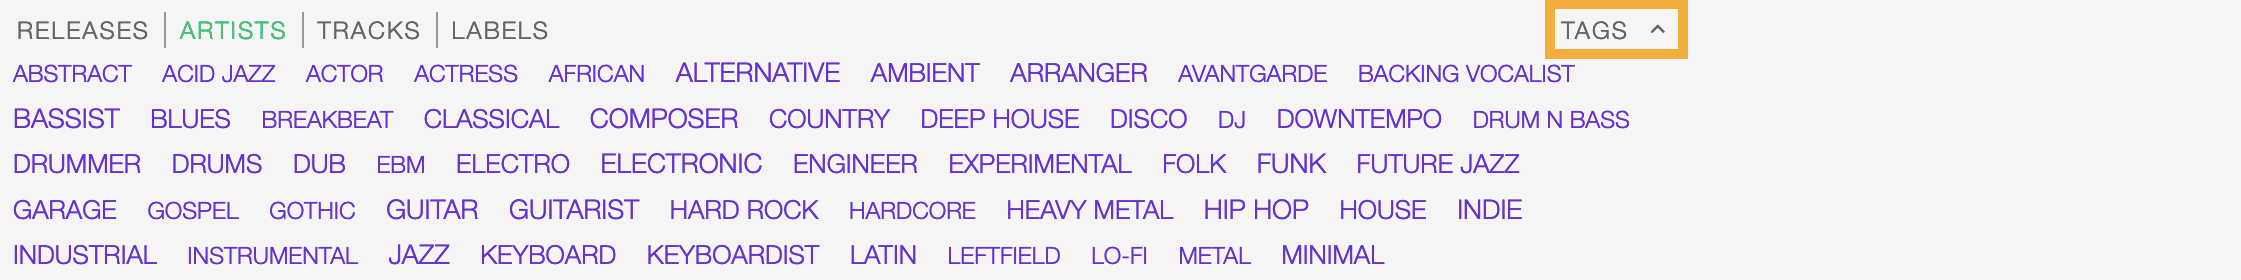 RELEASES ARTISTS TRACKS LABELS TAGS
ABSTRACT ACID JAZZ ACTOR ACTRESS AFRICAN ALTERNATIVE AMBIENT ARRANGER AVANTGARDE BACKING VOCALIST
BASSIST BLUES BREAKBEAT CLASSICAL COMPOSER COUNTRY DEEP HOUSE DISCO DJ DOWNTEMPO DRUM N BASS
DRUMMER DRUMS DUB EBM ELECTRO ELECTRONIC ENGINEER EXPERIMENTAL FOLK FUNK FUTURE JAZZ
GARAGE GOSPEL GOTHIC GUITAR GUITARIST HARD ROCK HARDCORE HEAVY METAL HIP HOP HOUSE INDIE
INDUSTRIAL INSTRUMENTAL JAZZ KEYBOARD KEYBOARDIST LATIN LEFTFIELD LO-FI METAL MINIMAL